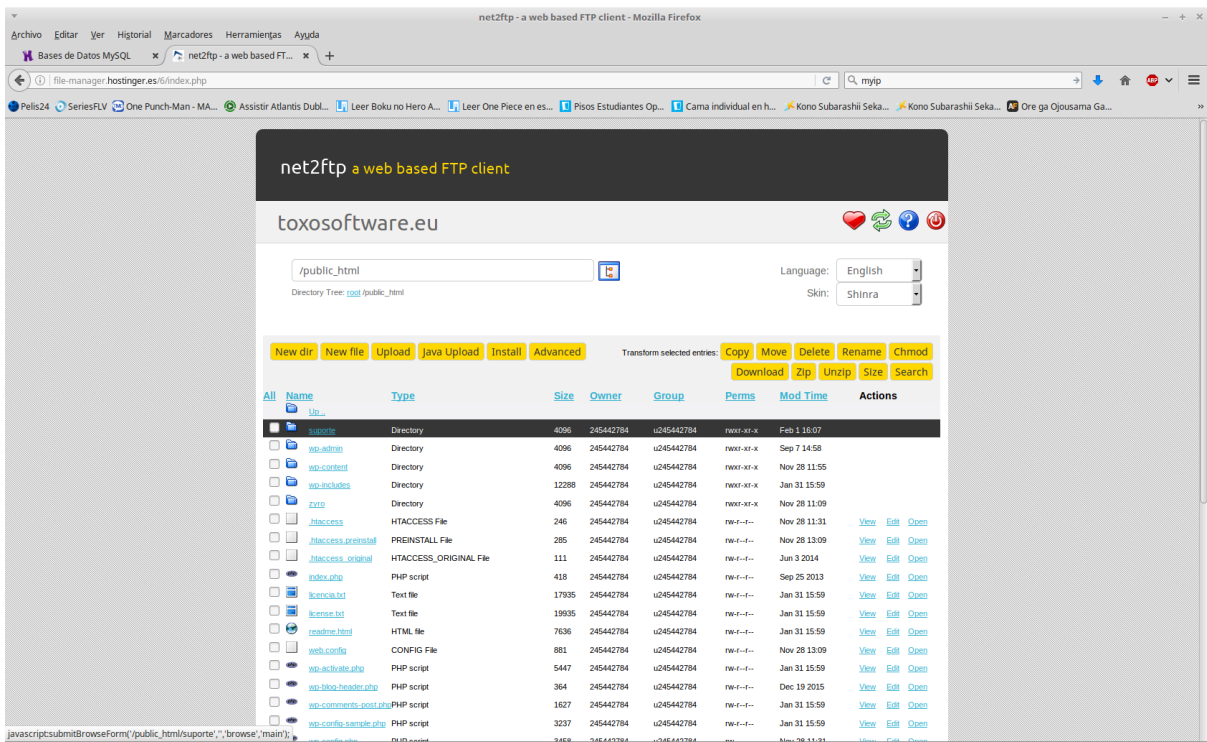 net2ftp - a web based FTP client - Mozilla Firefox
Archivo Editar Ver Historial Marcadores Herramientas Ayuda
Bases de Datos MySQL × net2ftp - a web based FT... × +
file-manager.hostinger.es/6/index.php myip
Pelis24 SeriesFLV One Punch-Man - MA... Assistir Atlantis Dubl... Leer Boku no Hero A... Leer One Piece en es... Pisos Estudiantes Op... Cama individual en h... Kono Subarashii Seka... Kono Subarashii Seka... Ore ga Ojousama Ga... »
net2ftp a web based FTP client
toxosoftware.eu
/public_html Language: English
Directory Tree: root /public_html Skin: Shinra
New dir New file Upload Java Upload Install Advanced Transform selected entries: Copy Move Delete Rename Chmod
Download Zip Unzip Size Search
All Name Type Size Owner Group Perms Mod Time Actions
Up ..
suporte Directory 4096 245442784 u245442784 rwxr-xr-x Feb 1 16:07
wp-admin Directory 4096 245442784 u245442784 rwxr-xr-x Sep 7 14:58
wp-content Directory 4096 245442784 u245442784 rwxr-xr-x Nov 28 11:55
wp-includes Directory 12288 245442784 u245442784 rwxr-xr-x Jan 31 15:59
zyro Directory 4096 245442784 u245442784 rwxr-xr-x Nov 28 11:09
.htaccess HTACCESS File 246 245442784 u245442784 rw-r--r-- Nov 28 11:31 View Edit Open
.htaccess.preinstall PREINSTALL File 285 245442784 u245442784 rw-r--r-- Nov 28 13:09 View Edit Open
.htaccess_original HTACCESS_ORIGINAL File 111 245442784 u245442784 rw-r--r-- Jun 3 2014 View Edit Open
index.php PHP script 418 245442784 u245442784 rw-r--r-- Sep 25 2013 View Edit Open
licencia.txt Text file 17935 245442784 u245442784 rw-r--r-- Jan 31 15:59 View Edit Open
license.txt Text file 19935 245442784 u245442784 rw-r--r-- Jan 31 15:59 View Edit Open
readme.html HTML file 7636 245442784 u245442784 rw-r--r-- Jan 31 15:59 View Edit Open
web.config CONFIG File 881 245442784 u245442784 rw-r--r-- Nov 28 13:09 View Edit Open
wp-activate.php PHP script 5447 245442784 u245442784 rw-r--r-- Jan 31 15:59 View Edit Open
wp-blog-header.php PHP script 364 245442784 u245442784 rw-r--r-- Dec 19 2015 View Edit Open
wp-comments-post.php PHP script 1627 245442784 u245442784 rw-r--r-- Jan 31 15:59 View Edit Open
wp-config-sample.php PHP script 3237 245442784 u245442784 rw-r--r-- Jan 31 15:59 View Edit Open
javascript:submitBrowseForm('/public_html/suporte','','browse','main');